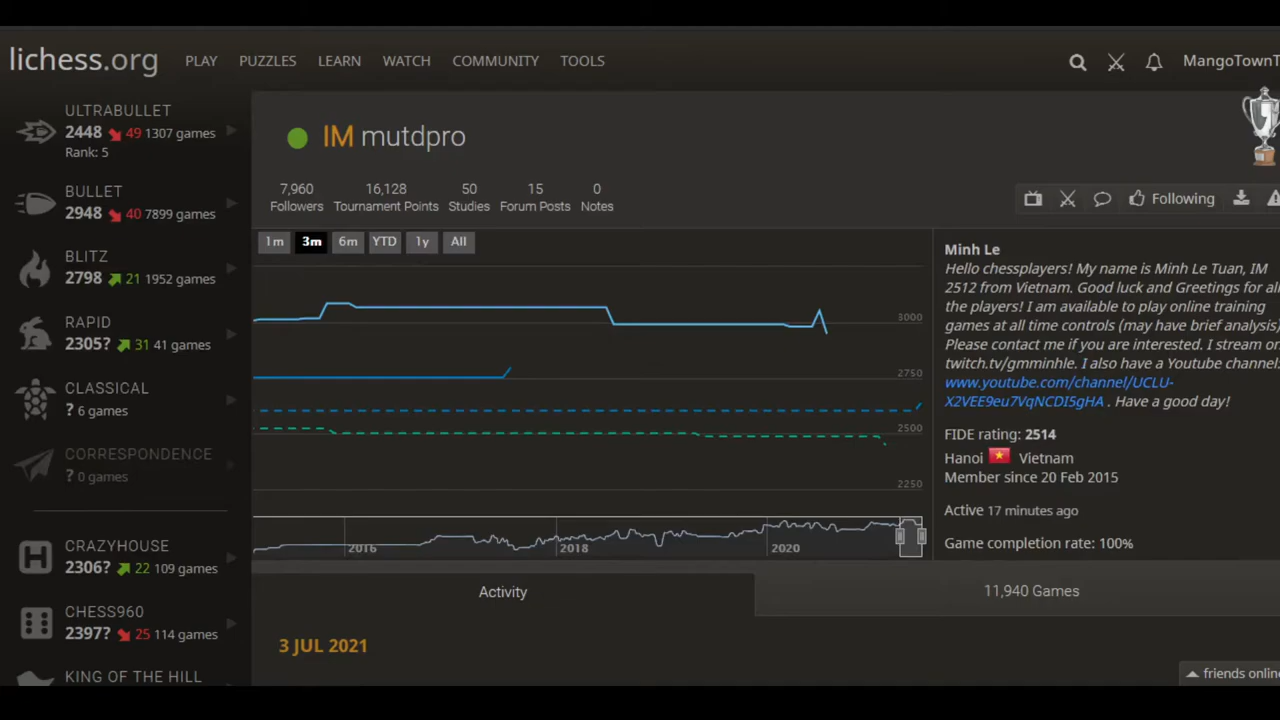 lichess.org
PLAY PUZZLES LEARN WATCH COMMUNITY TOOLS
MangoTownT
ULTRABULLET
2448 49 1307 games
Rank: 5
BULLET
2948 40 7899 games
BLITZ
2798 21 1952 games
RAPID
2305? 31 41 games
CLASSICAL
? 6 games
CORRESPONDENCE
? 0 games
CRAZYHOUSE
2306? 22 109 games
CHESS960
2397? 25 114 games
KING OF THE HILL
IM mutdpro
7,960 16,128 50 15 0
Followers Tournament Points Studies Forum Posts Notes
Following
1m 3m 6m YTD 1y All
3000
2750
2500
2250
2016 2018 2020
Minh Le
Hello chessplayers! My name is Minh Le Tuan, IM
2512 from Vietnam. Good luck and Greetings for all
the players! I am available to play online training
games at all time controls (may have brief analysis)
Please contact me if you are interested. I stream on
twitch.tv/gmminhle. I also have a Youtube channel:
www.youtube.com/channel/UCLU-
X2VEE9eu7VqNCDI5gHA . Have a good day!
FIDE rating: 2514
Hanoi Vietnam
Member since 20 Feb 2015
Active 17 minutes ago
Game completion rate: 100%
Activity 11,940 Games
3 JUL 2021
friends online